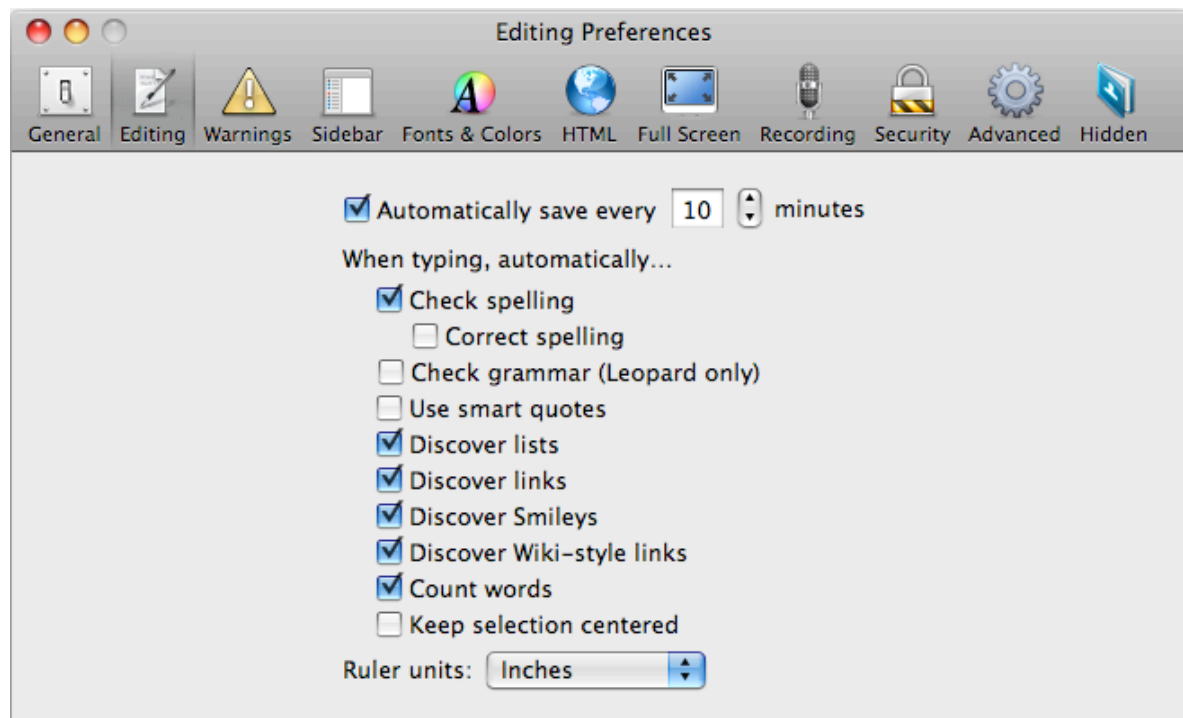 Editing Preferences
General Editing Warnings Sidebar Fonts & Colors HTML Full Screen Recording Security Advanced Hidden
Automatically save every 10 minutes
When typing, automatically...
Check spelling
Correct spelling
Check grammar (Leopard only)
Use smart quotes
Discover lists
Discover links
Discover Smileys
Discover Wiki-style links
Count words
Keep selection centered
Ruler units: Inches